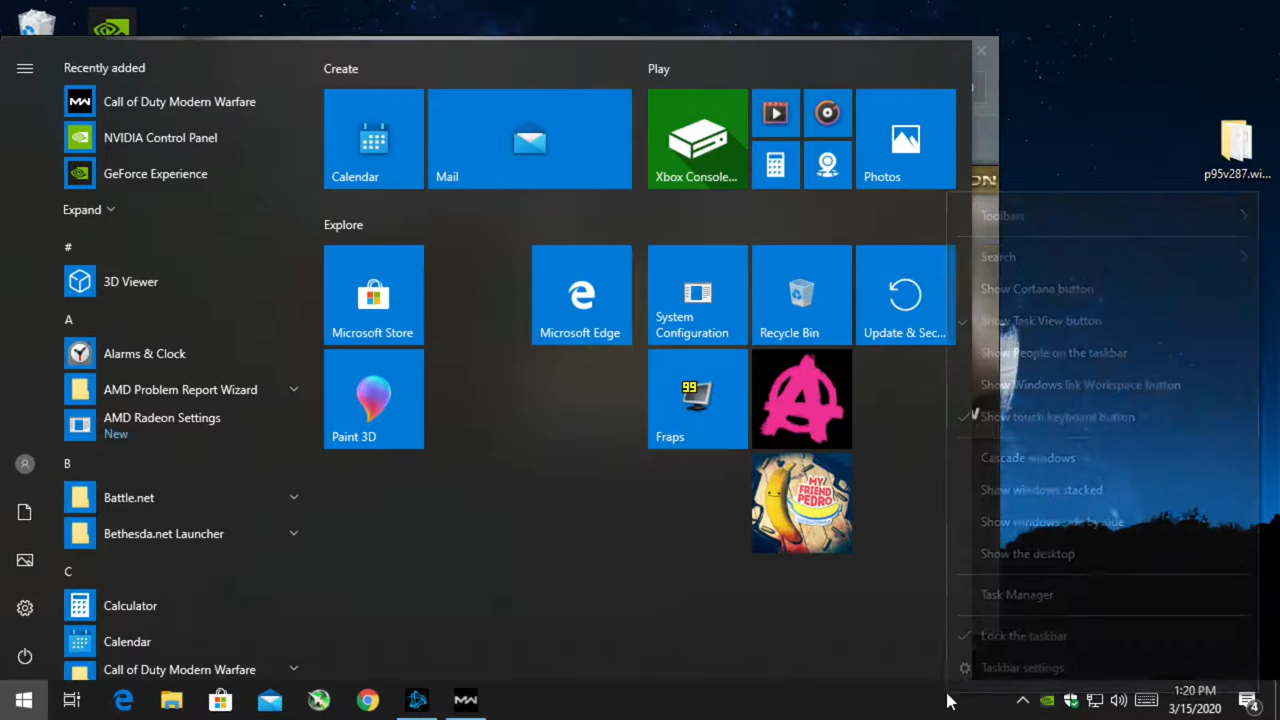 Recently added
Call of Duty Modern Warfare
NVIDIA Control Panel
GeForce Experience
Expand
#
3D Viewer
A
Alarms & Clock
AMD Problem Report Wizard
AMD Radeon Settings
New
B
Battle.net
Bethesda.net Launcher
C
Calculator
Calendar
Call of Duty Modern Warfare
Create
Calendar
Mail
Explore
Microsoft Store
Microsoft Edge
Paint 3D
Play
Xbox Console...
Photos
System
Configuration
Recycle Bin
Update & Sec...
99
Fraps
MY
FRIEND
PEDRO
p95v287.wi...
ON
Toolbars
Search
Show Cortana button
Show Task View button
Show People on the taskbar
Show Windows Ink Workspace button
Show touch keyboard button
Cascade windows
Show windows stacked
Show windows side by side
Show the desktop
Task Manager
Lock the taskbar
Taskbar settings
1:20 PM
3/15/2020
4